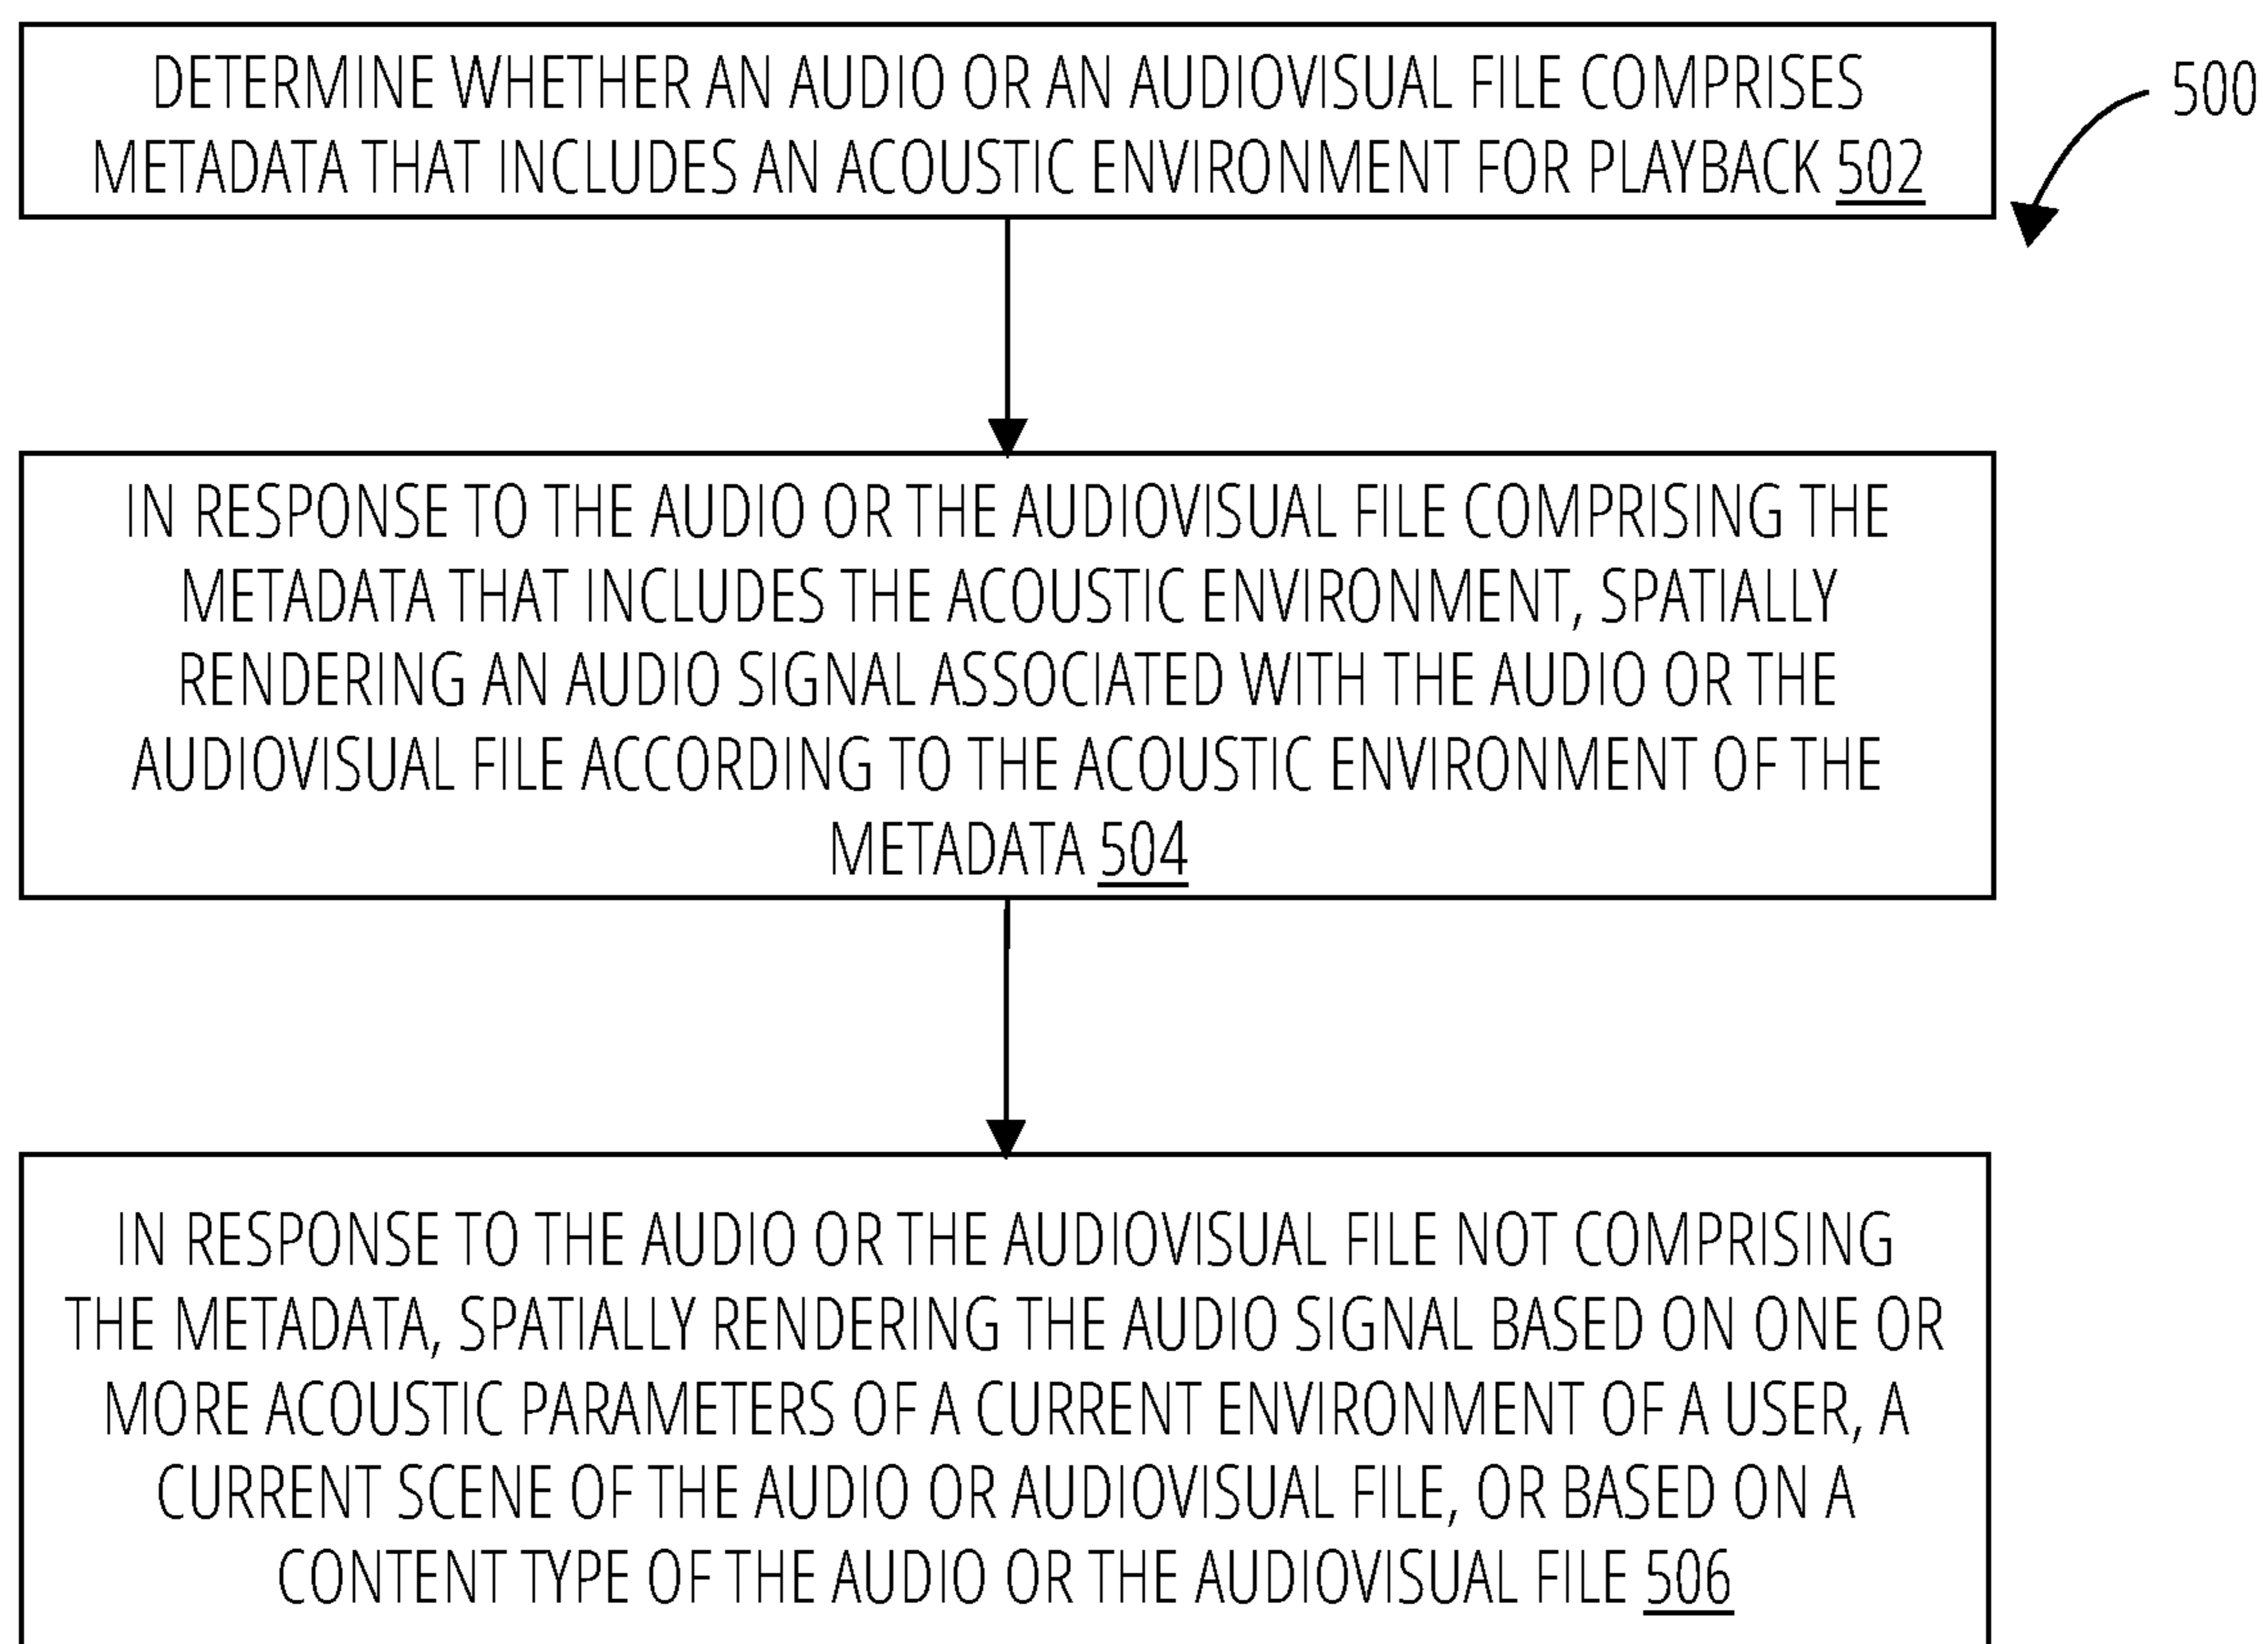 DETERMINE WHETHER AN AUDIO OR AN AUDIOVISUAL FILE COMPRISES
METADATA THAT INCLUDES AN ACOUSTIC ENVIRONMENT FOR PLAYBACK 502
500
IN RESPONSE TO THE AUDIO OR THE AUDIOVISUAL FILE COMPRISING THE
METADATA THAT INCLUDES THE ACOUSTIC ENVIRONMENT, SPATIALLY
RENDERING AN AUDIO SIGNAL ASSOCIATED WITH THE AUDIO OR THE
AUDIOVISUAL FILE ACCORDING TO THE ACOUSTIC ENVIRONMENT OF THE
METADATA 504
IN RESPONSE TO THE AUDIO OR THE AUDIOVISUAL FILE NOT COMPRISING
THE METADATA, SPATIALLY RENDERING THE AUDIO SIGNAL BASED ON ONE OR
MORE ACOUSTIC PARAMETERS OF A CURRENT ENVIRONMENT OF A USER, A
CURRENT SCENE OF THE AUDIO OR AUDIOVISUAL FILE, OR BASED ON A
CONTENT TYPE OF THE AUDIO OR THE AUDIOVISUAL FILE 506